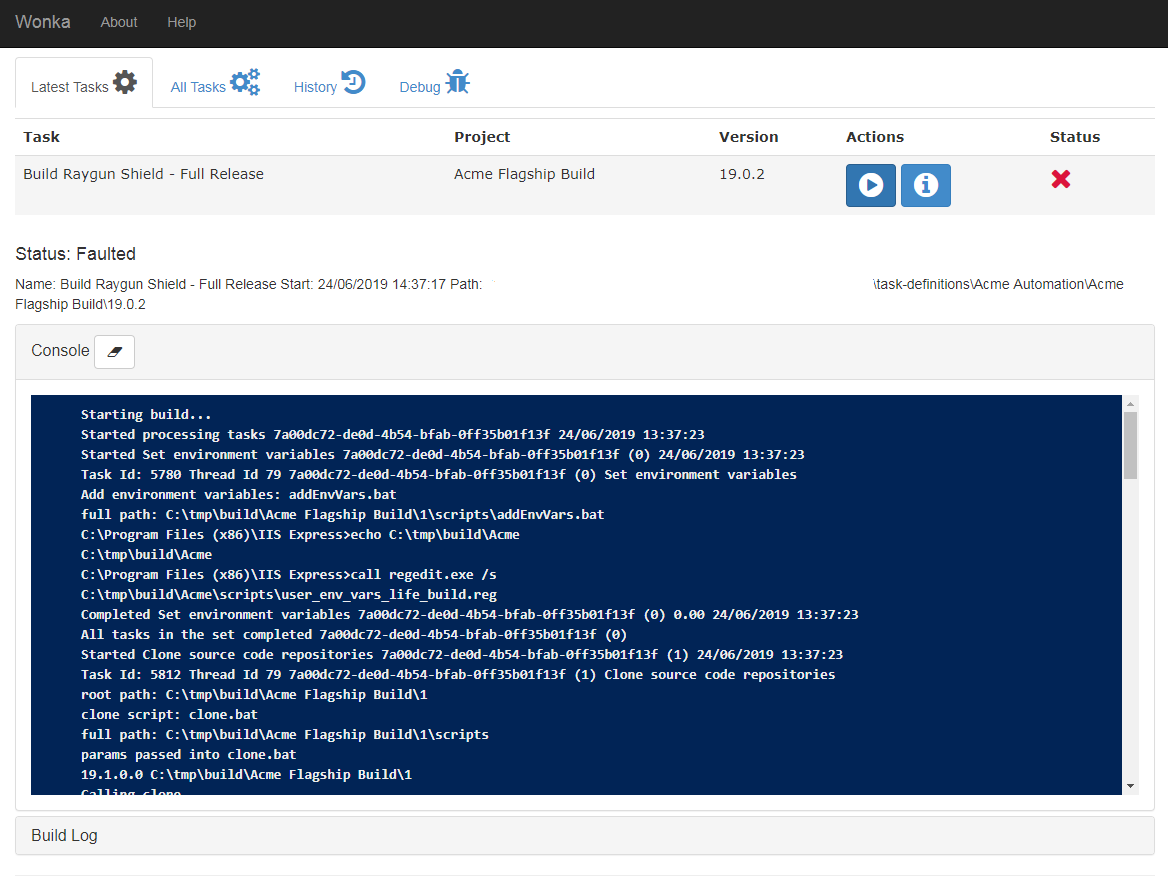 Wonka About Help
Latest Tasks All Tasks History Debug
Task Project Version Actions Status
Build Raygun Shield - Full Release Acme Flagship Build 19.0.2
Status: Faulted
Name: Build Raygun Shield - Full Release Start: 24/06/2019 14:37:17 Path: \task-definitions\Acme Automation\Acme
Flagship Build\19.0.2
Console
Starting build...
Started processing tasks 7a00dc72-de0d-4b54-bfab-0ff35b01f13f 24/06/2019 13:37:23
Started Set environment variables 7a00dc72-de0d-4b54-bfab-0ff35b01f13f (0) 24/06/2019 13:37:23
Task Id: 5780 Thread Id 79 7a00dc72-de0d-4b54-bfab-0ff35b01f13f (0) Set environment variables
Add environment variables: addEnvVars.bat
full path: C:\tmp\build\Acme Flagship Build\1\scripts\addEnvVars.bat
C:\Program Files (x86)\IIS Express>echo C:\tmp\build\Acme
C:\tmp\build\Acme
C:\Program Files (x86)\IIS Express>call regedit.exe /s
C:\tmp\build\Acme\scripts\user_env_vars_life_build.reg
Completed Set environment variables 7a00dc72-de0d-4b54-bfab-0ff35b01f13f (0) 0.00 24/06/2019 13:37:23
All tasks in the set completed 7a00dc72-de0d-4b54-bfab-0ff35b01f13f (0)
Started Clone source code repositories 7a00dc72-de0d-4b54-bfab-0ff35b01f13f (1) 24/06/2019 13:37:23
Task Id: 5812 Thread Id 79 7a00dc72-de0d-4b54-bfab-0ff35b01f13f (1) Clone source code repositories
root path: C:\tmp\build\Acme Flagship Build\1
clone script: clone.bat
full path: C:\tmp\build\Acme Flagship Build\1\scripts
params passed into clone.bat
19.1.0.0 C:\tmp\build\Acme Flagship Build\1
Calling clone
Build Log